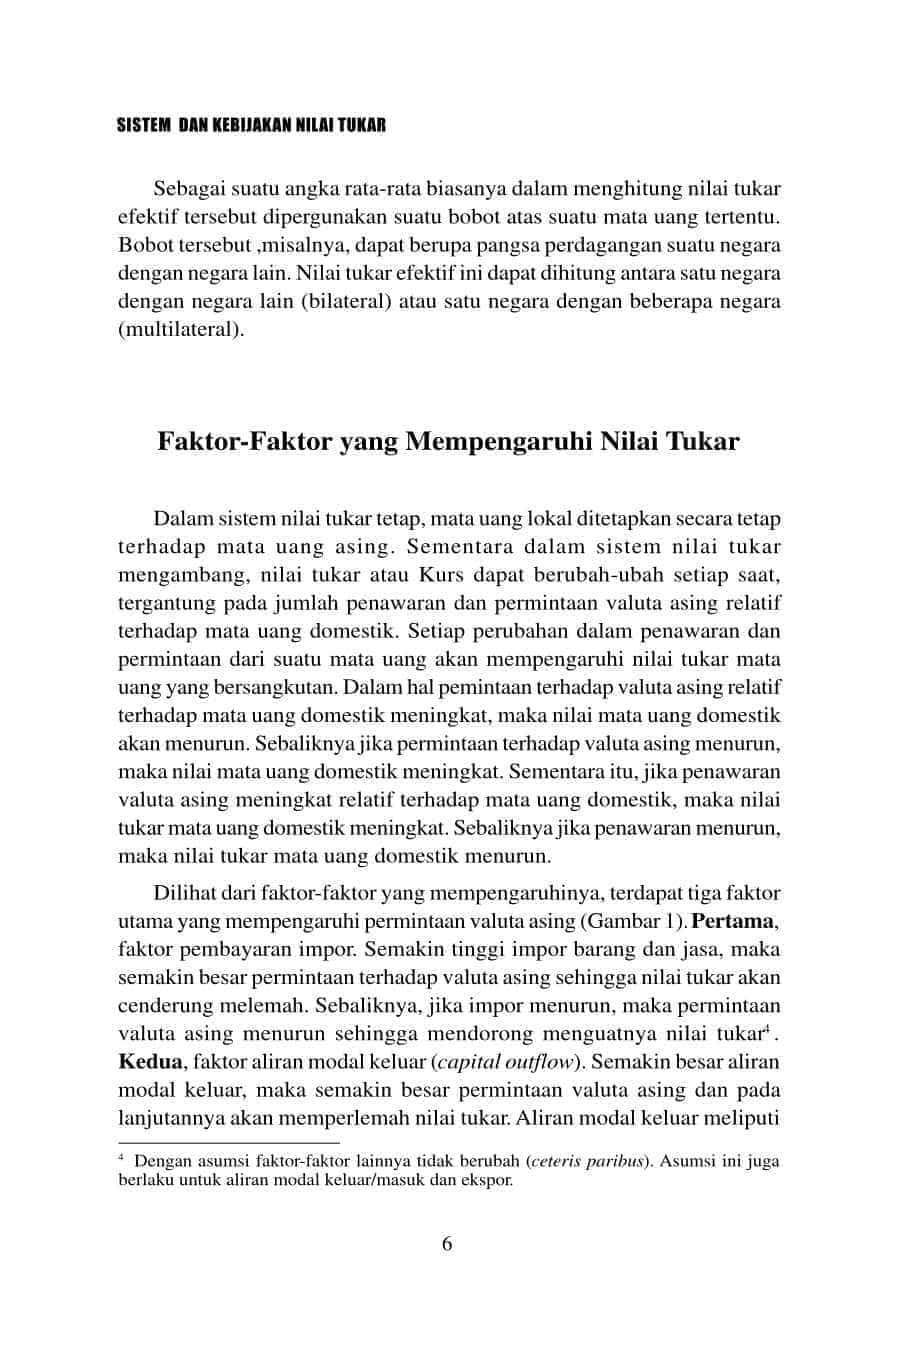 SISTEM DAN KEBIJAKAN NILAI TUKAR
Sebagai suatu angka rata-rata biasanya dalam menghitung nilai tukar
efektif tersebut dipergunakan suatu bobot atas suatu mata uang tertentu.
Bobot tersebut ,misalnya, dapat berupa pangsa perdagangan suatu negara
dengan negara lain. Nilai tukar efektif ini dapat dihitung antara satu negara
dengan negara lain (bilateral) atau satu negara dengan beberapa negara
(multilateral).
Faktor-Faktor yang Mempengaruhi Nilai Tukar
Dalam sistem nilai tukar tetap, mata uang lokal ditetapkan secara tetap
terhadap mata uang asing. Sementara dalam sistem nilai tukar
mengambang, nilai tukar atau Kurs dapat berubah-ubah setiap saat,
tergantung pada jumlah penawaran dan permintaan valuta asing relatif
terhadap mata uang domestik. Setiap perubahan dalam penawaran dan
permintaan dari suatu mata uang akan mempengaruhi nilai tukar mata
uang yang bersangkutan. Dalam hal pemintaan terhadap valuta asing relatif
terhadap mata uang domestik meningkat, maka nilai mata uang domestik
akan menurun. Sebaliknya jika permintaan terhadap valuta asing menurun,
maka nilai mata uang domestik meningkat. Sementara itu, jika penawaran
valuta asing meningkat relatif terhadap mata uang domestik, maka nilai
tukar mata uang domestik meningkat. Sebaliknya jika penawaran menurun,
maka nilai tukar mata uang domestik menurun.
Dilihat dari faktor-faktor yang mempengaruhinya, terdapat tiga faktor
utama yang mempengaruhi permintaan valuta asing (Gambar 1). Pertama,
faktor pembayaran impor. Semakin tinggi impor barang dan jasa, maka
semakin besar permintaan terhadap valuta asing sehingga nilai tukar akan
cenderung melemah. Sebaliknya, jika impor menurun, maka permintaan
valuta asing menurun sehingga mendorong menguatnya nilai tukar⁴ .
Kedua, faktor aliran modal keluar (capital outflow). Semakin besar aliran
modal keluar, maka semakin besar permintaan valuta asing dan pada
lanjutannya akan memperlemah nilai tukar. Aliran modal keluar meliputi
⁴ Dengan asumsi faktor-faktor lainnya tidak berubah (ceteris paribus). Asumsi ini juga
berlaku untuk aliran modal keluar/masuk dan ekspor.
6